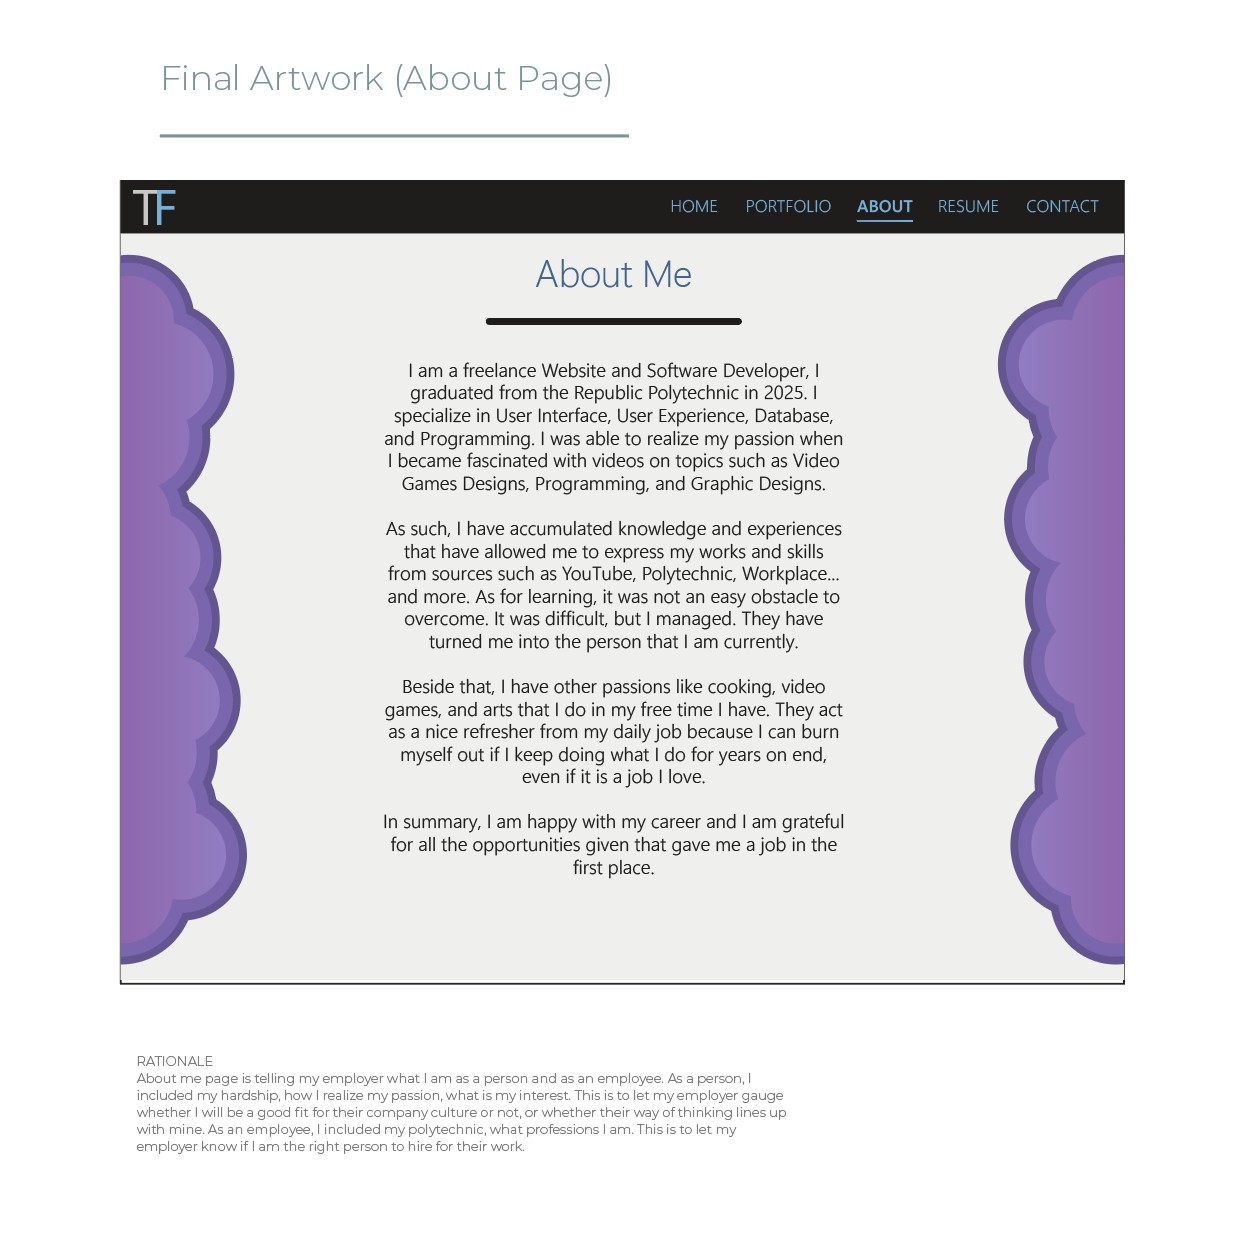 Final Artwork (About Page)
TF
HOME PORTFOLIO ABOUT RESUME CONTACT
About Me
I am a freelance Website and Software Developer, I
graduated from the Republic Polytechnic in 2025. I
specialize in User Interface, User Experience, Database,
and Programming. I was able to realize my passion when
I became fascinated with videos on topics such as Video
Games Designs, Programming, and Graphic Designs.
As such, I have accumulated knowledge and experiences
that have allowed me to express my works and skills
from sources such as YouTube, Polytechnic, Workplace...
and more. As for learning, it was not an easy obstacle to
overcome. It was difficult, but I managed. They have
turned me into the person that I am currently.
Beside that, I have other passions like cooking, video
games, and arts that I do in my free time I have. They act
as a nice refresher from my daily job because I can burn
myself out if I keep doing what I do for years on end,
even if it is a job I love.
In summary, I am happy with my career and I am grateful
for all the opportunities given that gave me a job in the
first place.
RATIONALE
About me page is telling my employer what I am as a person and as an employee. As a person, I
included my hardship, how I realize my passion, what is my interest. This is to let my employer gauge
whether I will be a good fit for their company culture or not, or whether their way of thinking lines up
with mine. As an employee, I included my polytechnic, what professions I am. This is to let my
employer know if I am the right person to hire for their work.